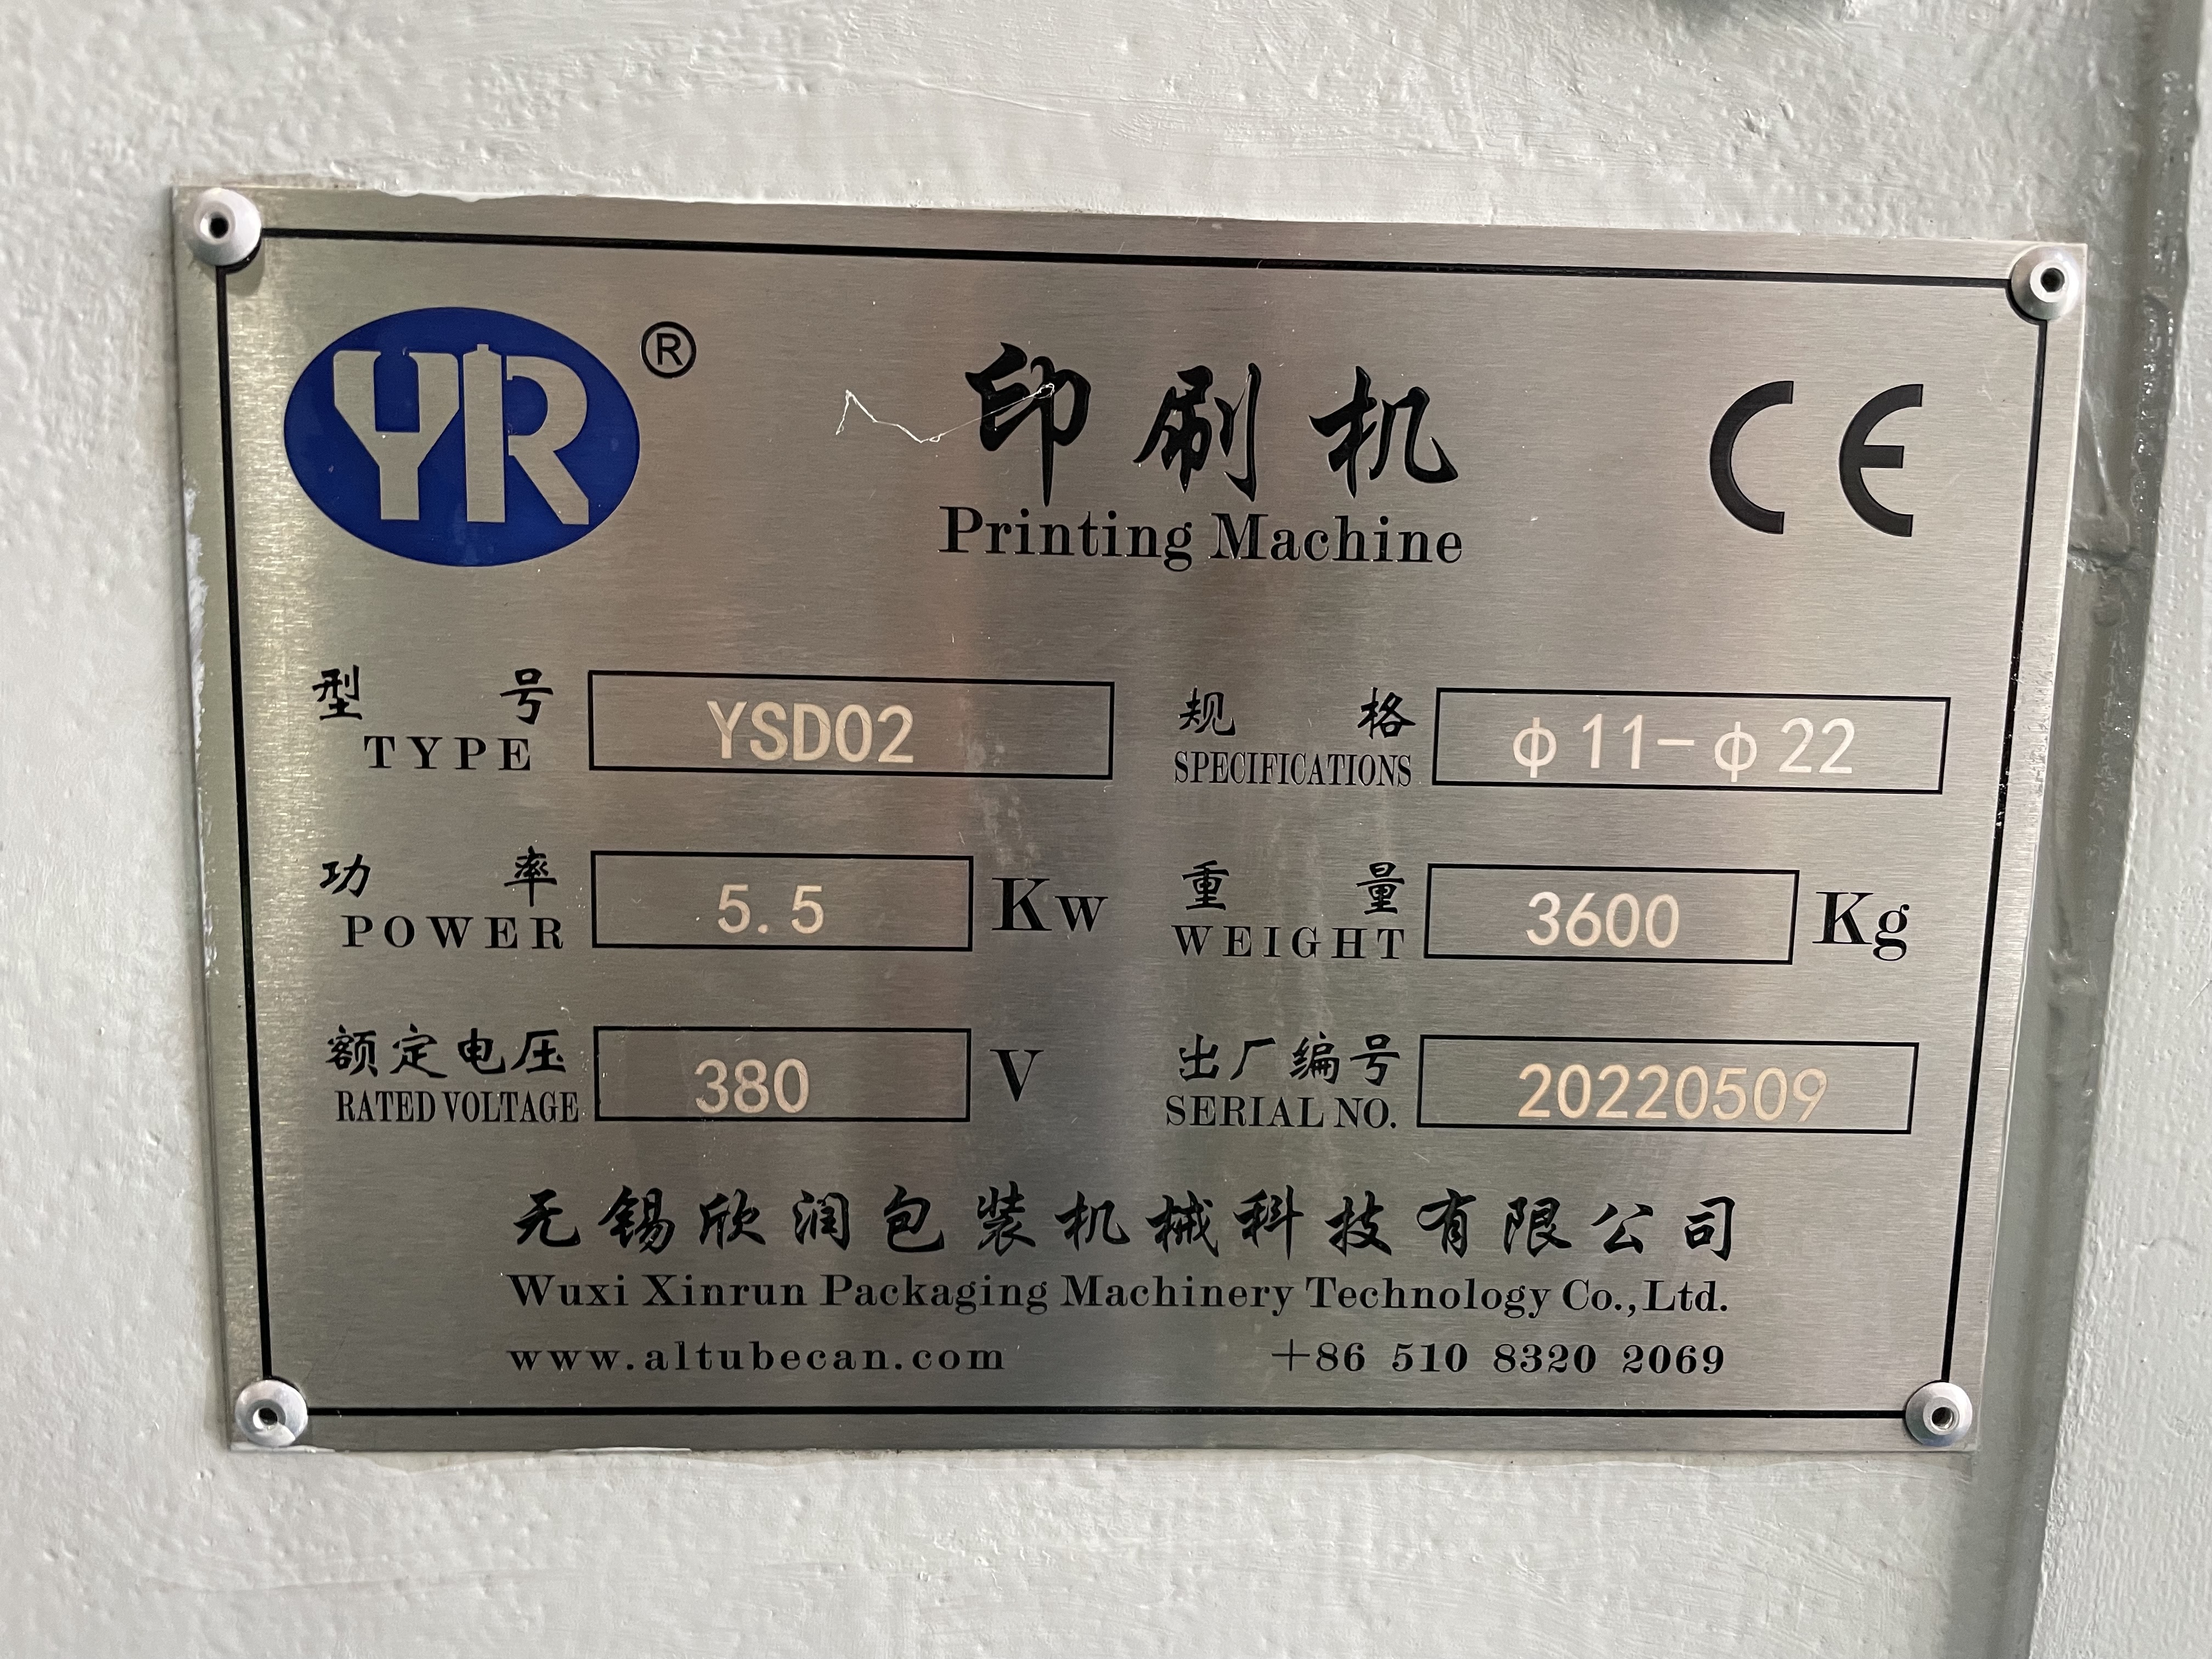 YR ®
印刷机
Printing Machine
CE
型号
TYPE
YSD02
规格
SPECIFICATIONS
φ11-φ22
功率
POWER
5.5 Kw
重量
WEIGHT
3600 Kg
额定电压
RATED VOLTAGE
380 V
出厂编号
SERIAL NO.
20220509
无锡欣润包装机械科技有限公司
Wuxi Xinrun Packaging Machinery Technology Co.,Ltd.
www.altubecan.com +86 510 8320 2069